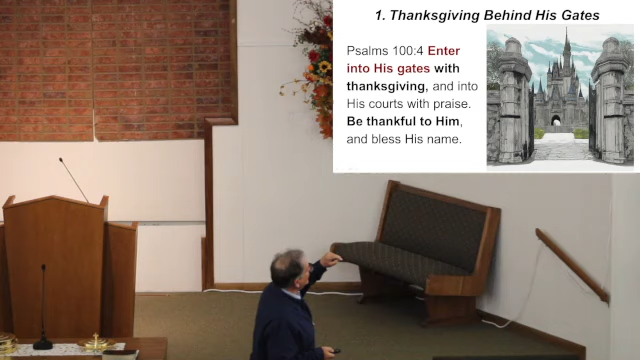 1. Thanksgiving Behind His Gates
Psalms 100:4 Enter
into His gates with
thanksgiving, and into
His courts with praise.
Be thankful to Him,
and bless His name.